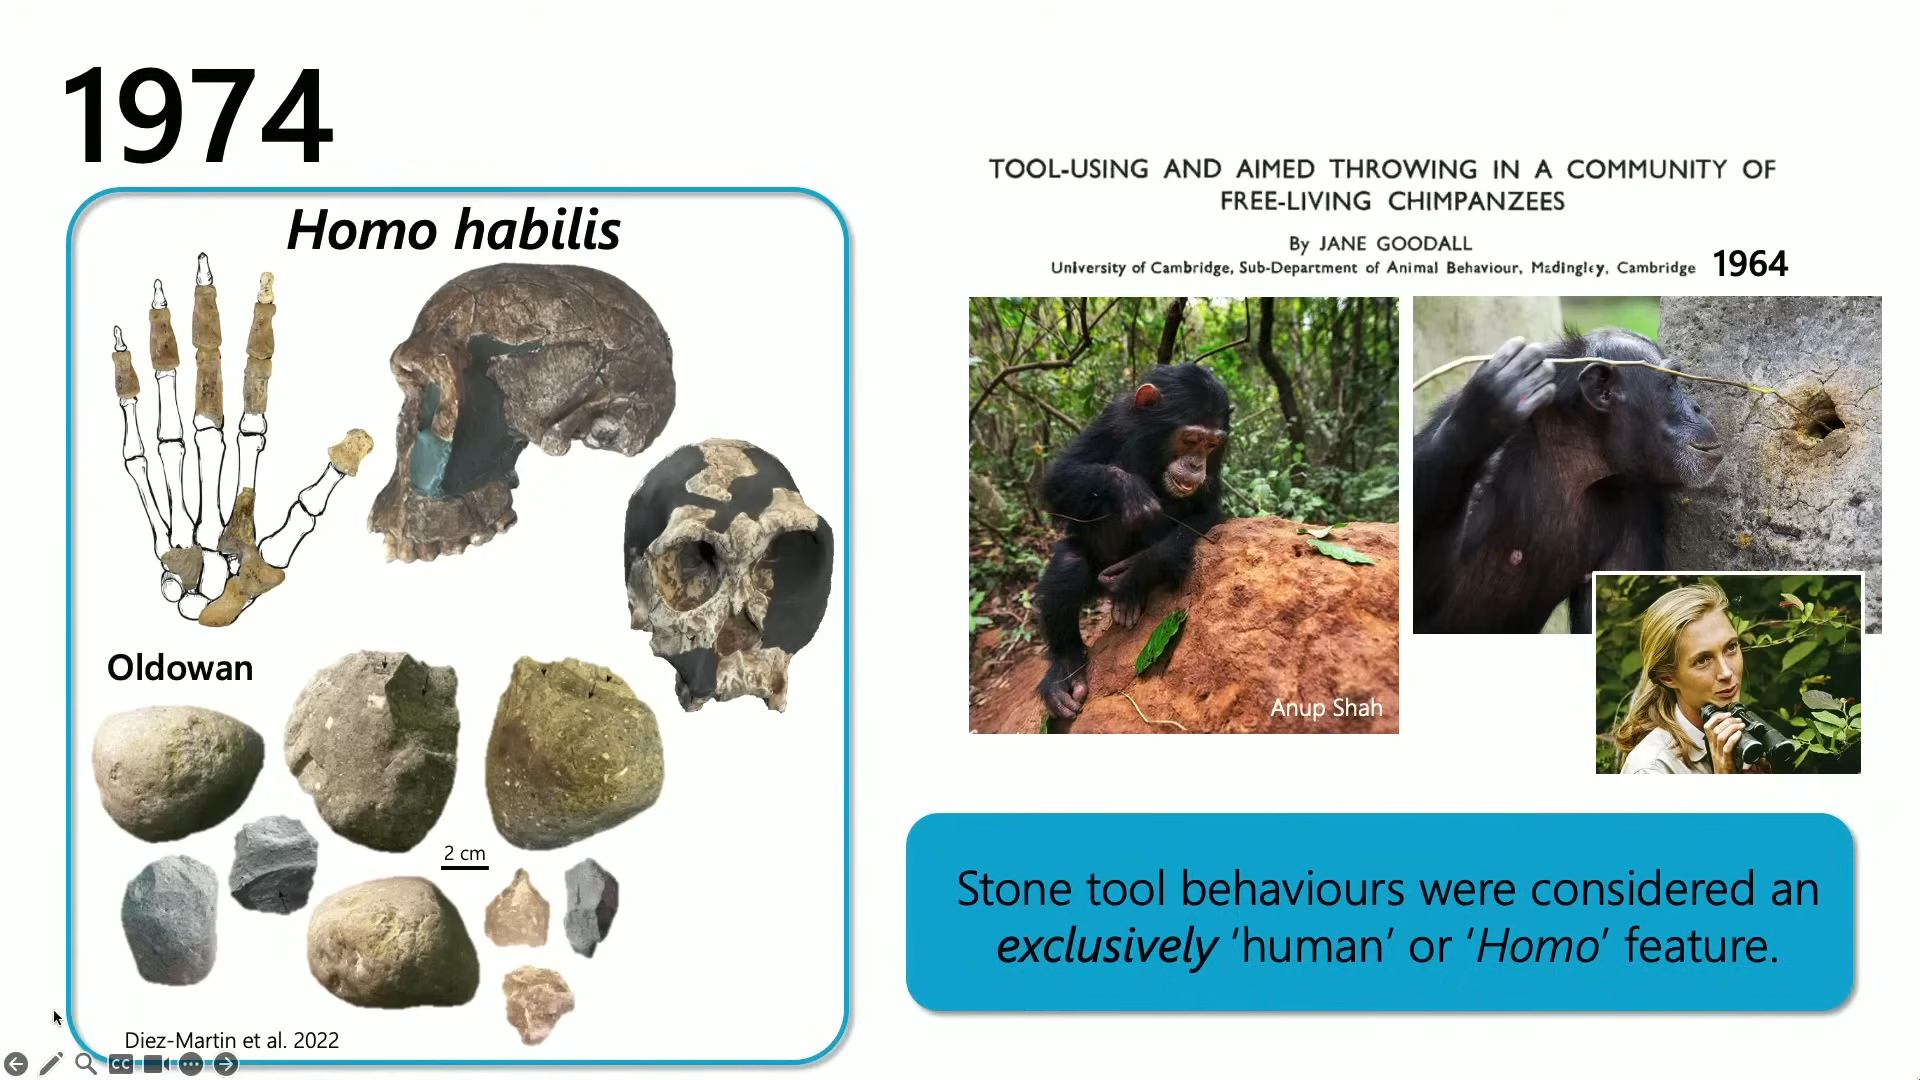 1974
Homo habilis
Oldowan
2 cm
Diez-Martin et al. 2022
TOOL-USING AND AIMED THROWING IN A COMMUNITY OF
FREE-LIVING CHIMPANZEES
By JANE GOODALL
University of Cambridge, Sub-Department of Animal Behaviour, Madingley, Cambridge 1964
Anup Shah
Stone tool behaviours were considered an
exclusively ‘human’ or ‘Homo’ feature.
CC